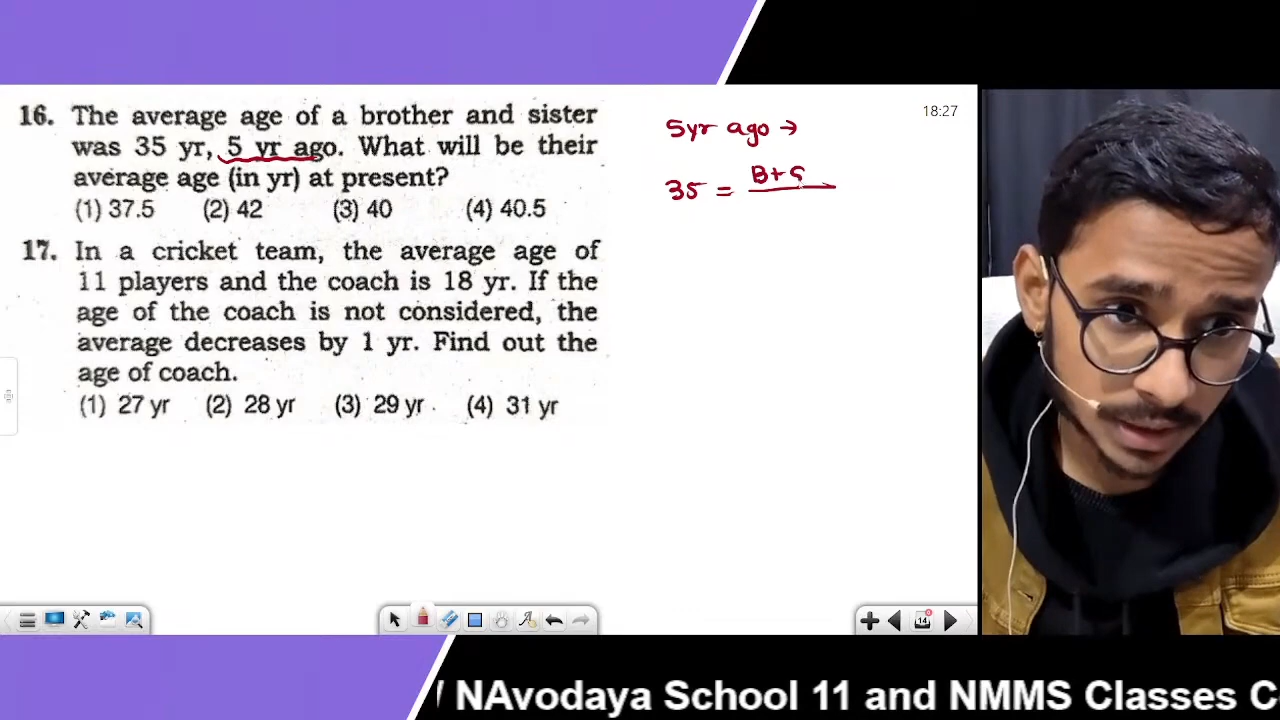 16. The average age of a brother and sister
was 35 yr, 5 yr ago. What will be their
average age (in yr) at present?
(1) 37.5 (2) 42 (3) 40 (4) 40.5
17. In a cricket team, the average age of
11 players and the coach is 18 yr. If the
age of the coach is not considered, the
average decreases by 1 yr. Find out the
age of coach.
(1) 27 yr (2) 28 yr (3) 29 yr (4) 31 yr
18:27
5yr ago →
35 = B+S
14
NAvodaya School 11 and NMMS Classes C